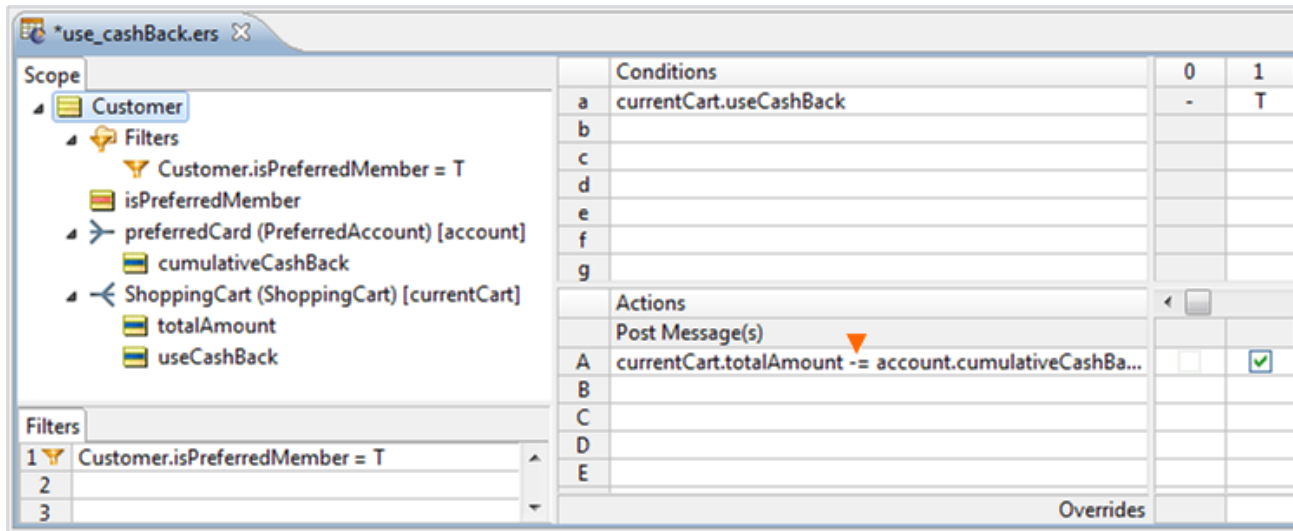 *use_cashBack.ers
Scope
Customer
Filters
Customer.isPreferredMember = T
isPreferredMember
preferredCard (PreferredAccount) [account]
cumulativeCashBack
ShoppingCart (ShoppingCart) [currentCart]
totalAmount
useCashBack
Filters
1 Customer.isPreferredMember = T
2
3
Conditions 0 1
a currentCart.useCashBack - T
b
c
d
e
f
g
Actions
Post Message(s)
A currentCart.totalAmount -= account.cumulativeCashBa...
B
C
D
E
Overrides